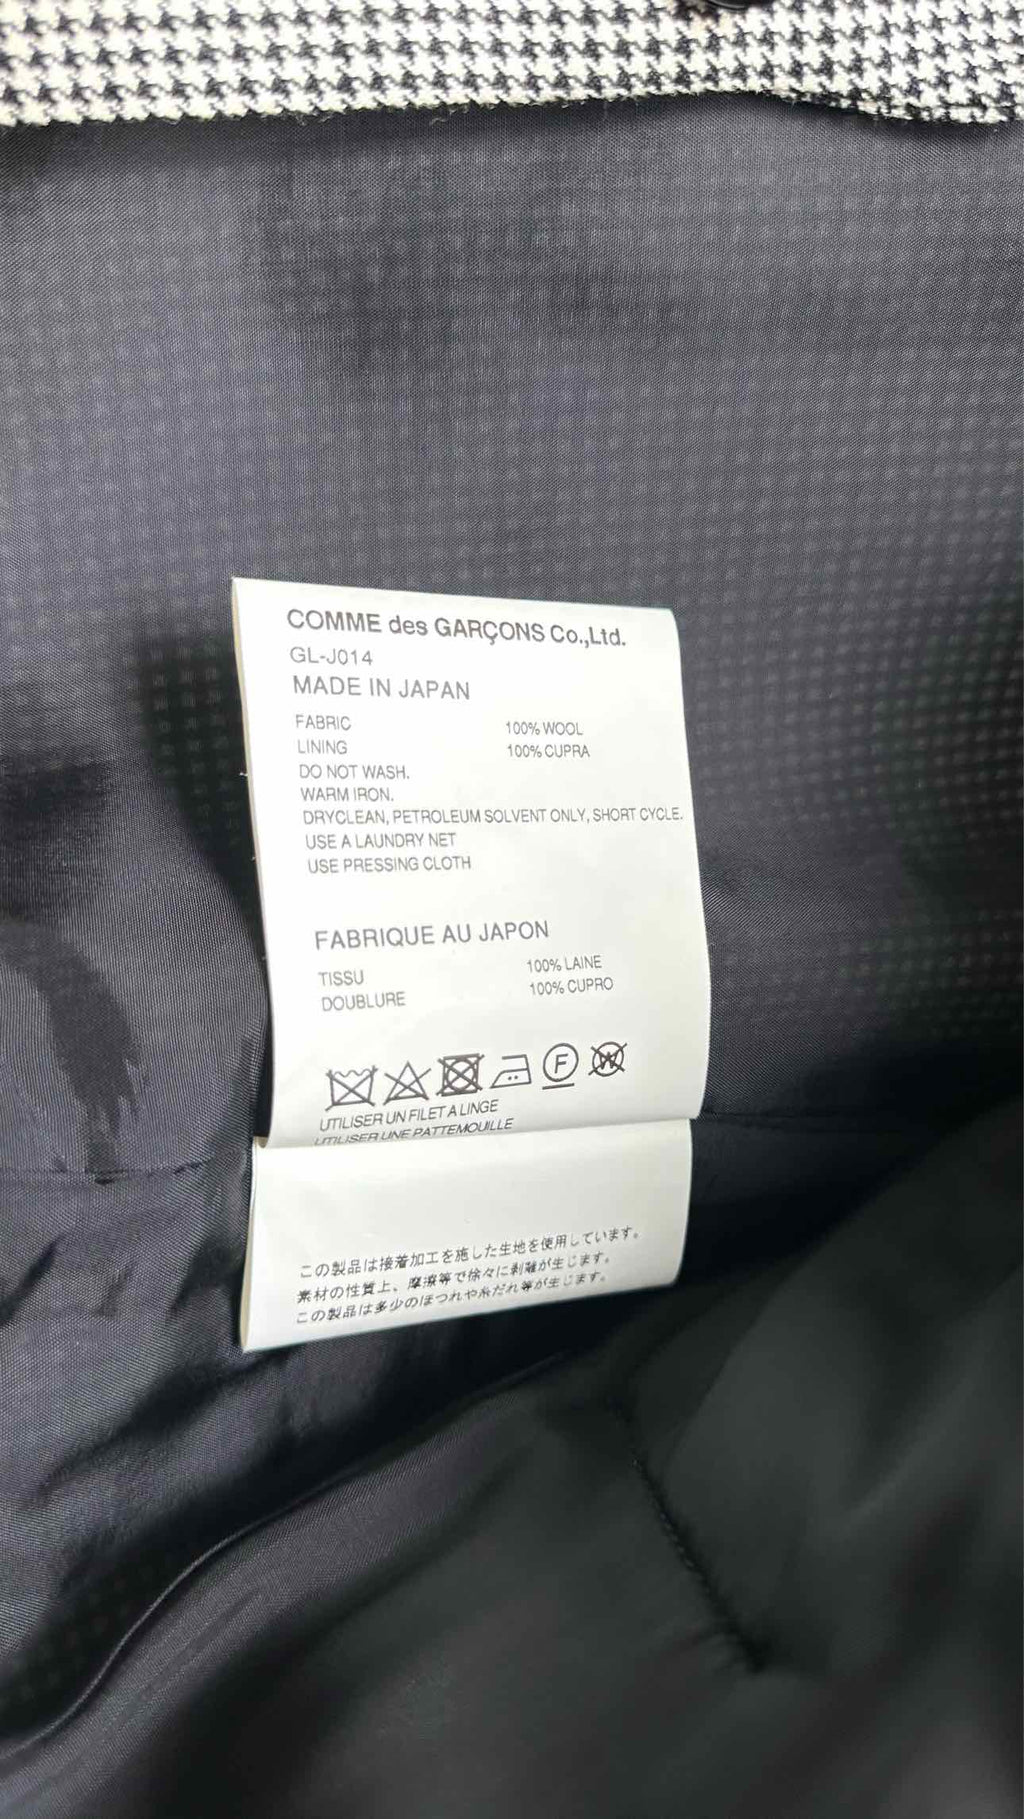 COMME des GARÇONS Co.,Ltd.
GL-J014
MADE IN JAPAN
FABRIC 100% WOOL
LINING 100% CUPRA
DO NOT WASH.
WARM IRON.
DRYCLEAN, PETROLEUM SOLVENT ONLY, SHORT CYCLE.
USE A LAUNDRY NET
USE PRESSING CLOTH
FABRIQUE AU JAPON
TISSU 100% LAINE
DOUBLURE 100% CUPRO
F W
UTILISER UN FILET A LINGE
UTILISER UNE PATTEMOUILLE
この製品は接着加工を施した生地を使用しています。
素材の性質上、摩擦等で徐々に剥離が生じます。
この製品は多少のほつれや糸だれ等が生じます。